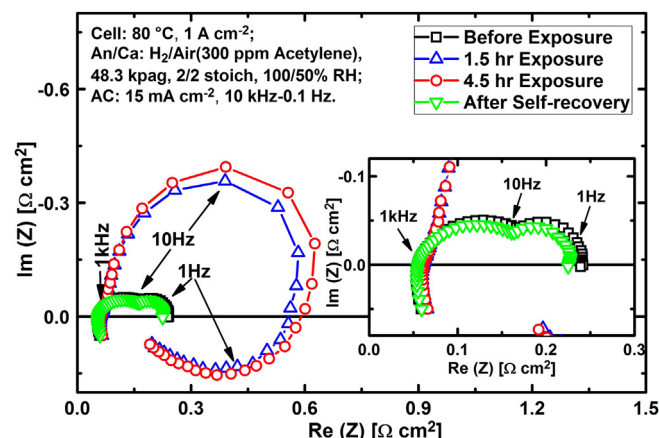 Cell: 80 °C, 1 A cm-2;
An/Ca: H2/Air(300 ppm Acetylene),
48.3 kpag, 2/2 stoich, 100/50% RH;
AC: 15 mA cm-2, 10 kHz-0.1 Hz.
Before Exposure
1.5 hr Exposure
4.5 hr Exposure
After Self-recovery
-0.6
-0.3
0.0
Im (Z) [Ω cm2]
1kHz
10Hz
1Hz
0.0
0.3
0.6
0.9
1.2
1.5
Re (Z) [Ω cm2]
-0.1
0.0
Im (Z) [Ω cm2]
1kHz
10Hz
1Hz
0.0
0.1
0.2
0.3
Re (Z) [Ω cm2]